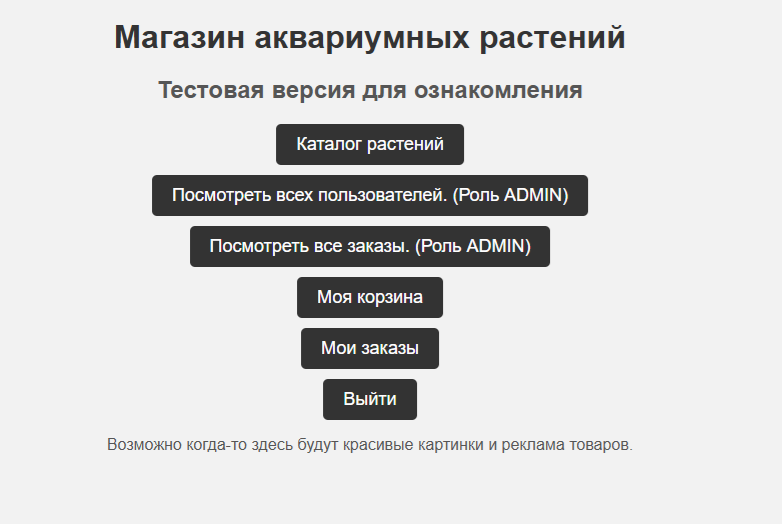 Магазин аквариумных растений
Тестовая версия для ознакомления
Каталог растений
Посмотреть всех пользователей. (Роль ADMIN)
Посмотреть все заказы. (Роль ADMIN)
Моя корзина
Мои заказы
Выйти
Возможно когда-то здесь будут красивые картинки и реклама товаров.